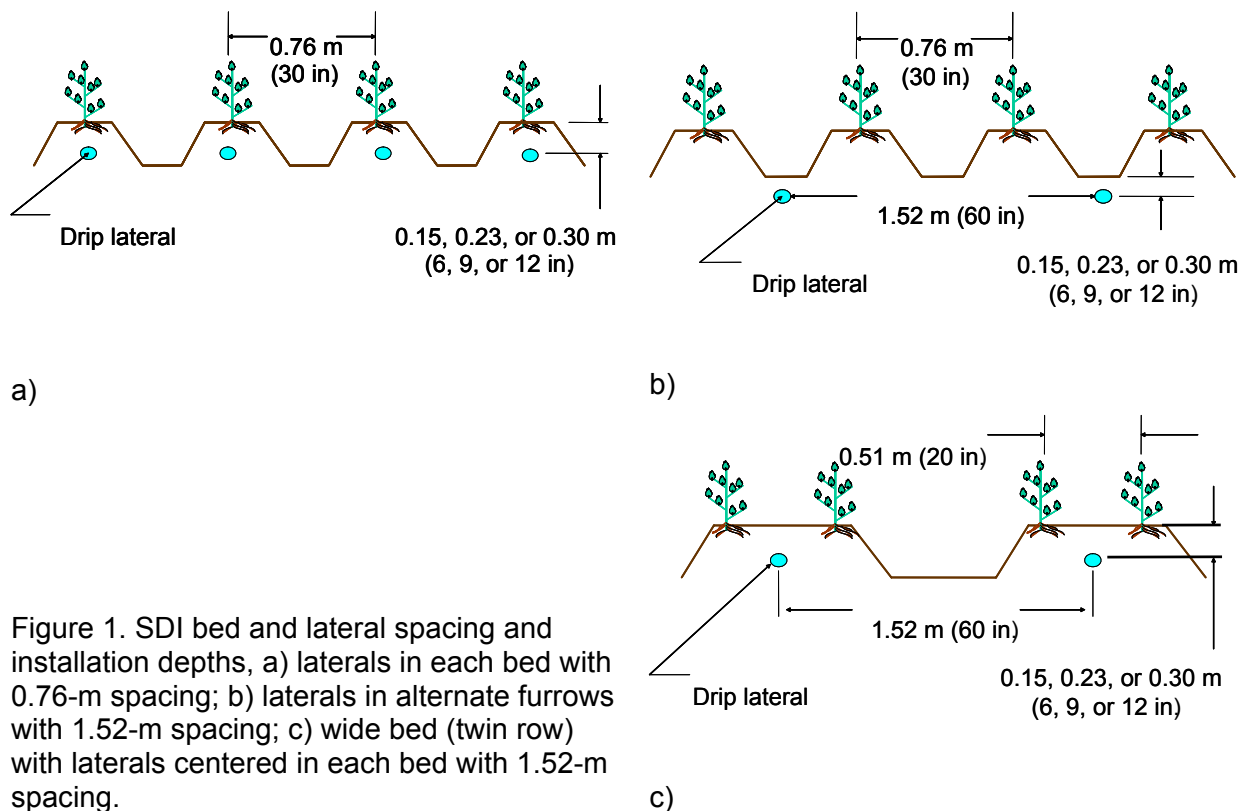 0.76 m
(30 in)
Drip lateral
0.15, 0.23, or 0.30 m
(6, 9, or 12 in)
a)
0.76 m
(30 in)
1.52 m (60 in)
Drip lateral
0.15, 0.23, or 0.30 m
(6, 9, or 12 in)
b)
0.51 m (20 in)
1.52 m (60 in)
Drip lateral
0.15, 0.23, or 0.30 m
(6, 9, or 12 in)
c)
Figure 1. SDI bed and lateral spacing and
installation depths, a) laterals in each bed with
0.76-m spacing; b) laterals in alternate furrows
with 1.52-m spacing; c) wide bed (twin row)
with laterals centered in each bed with 1.52-m
spacing.